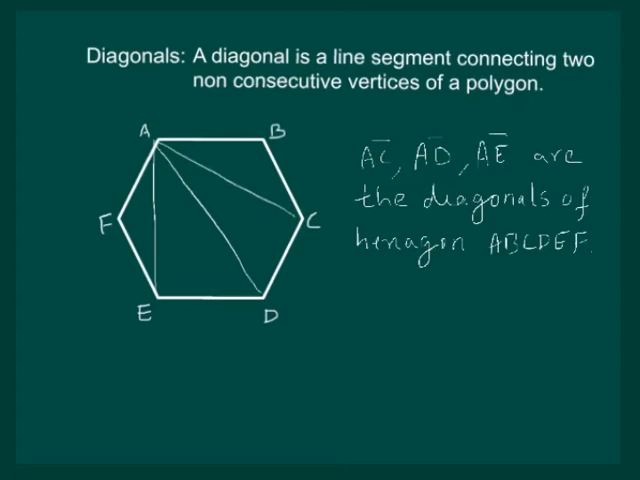 Diagonals: A diagonal is a line segment connecting two
non consecutive vertices of a polygon.
A
B
AC, AD, AE are
the diagonals of
F
C
hexagon ABCDEF.
E
D